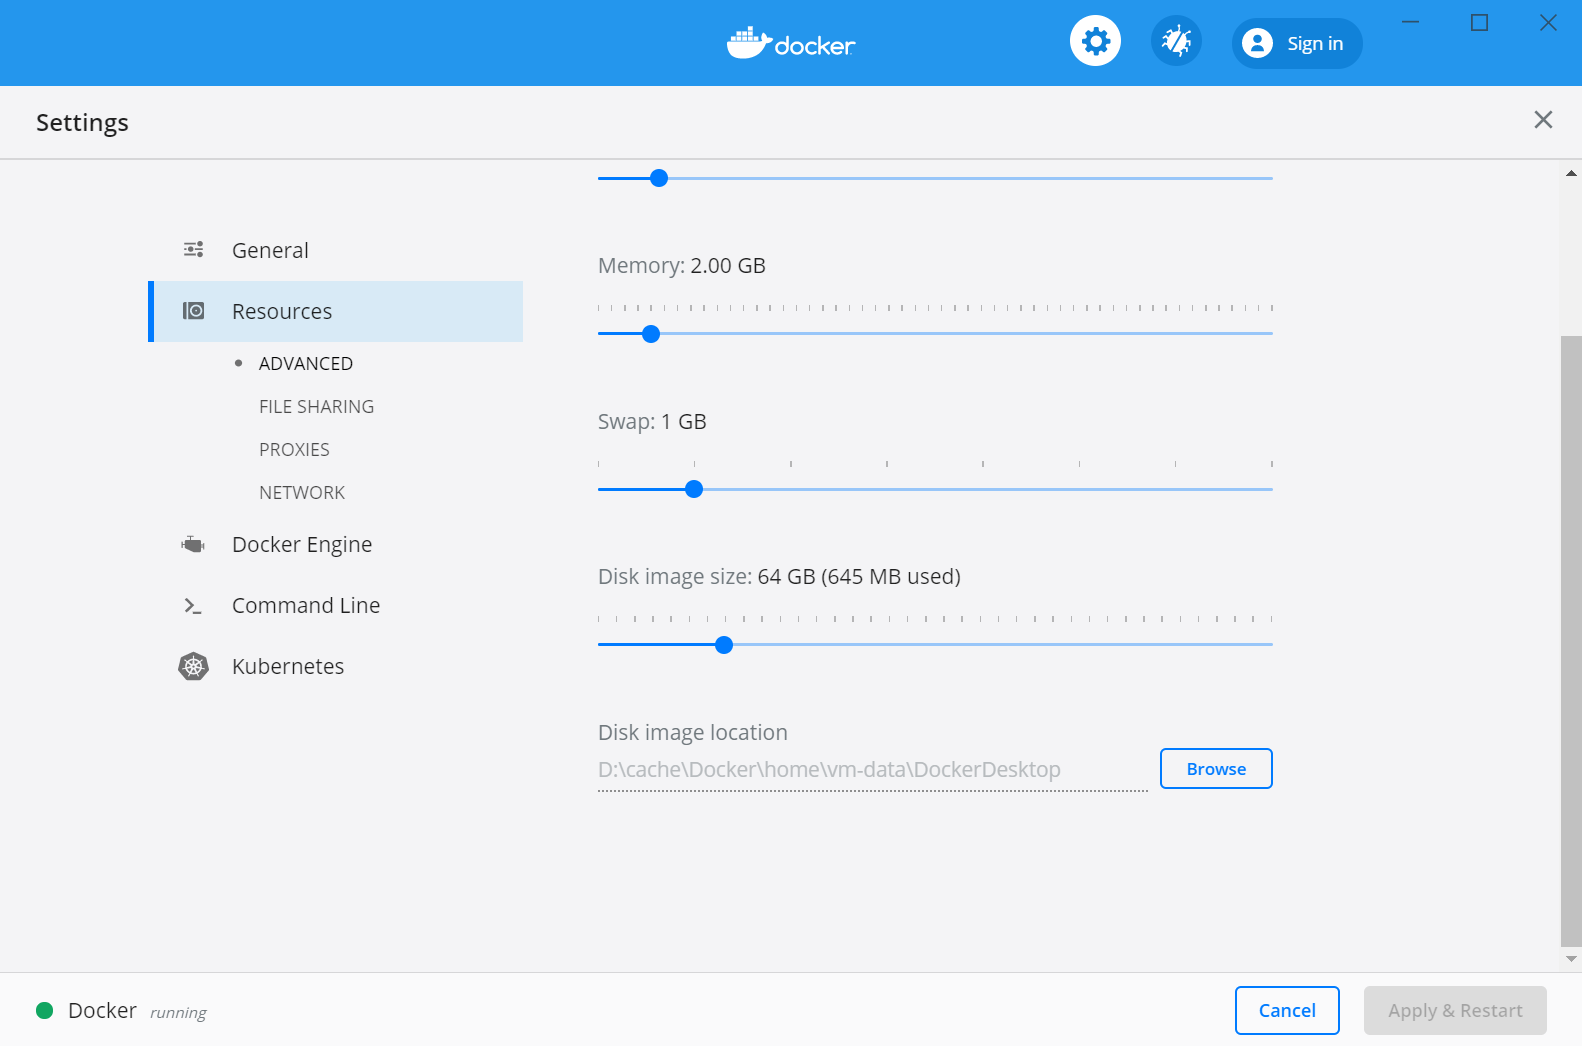 docker
Sign in
Settings
General
Resources
ADVANCED
FILE SHARING
PROXIES
NETWORK
Docker Engine
Command Line
Kubernetes
Memory: 2.00 GB
Swap: 1 GB
Disk image size: 64 GB (645 MB used)
Disk image location
D:\cache\Docker\home\vm-data\DockerDesktop
Browse
Docker running
Cancel
Apply & Restart